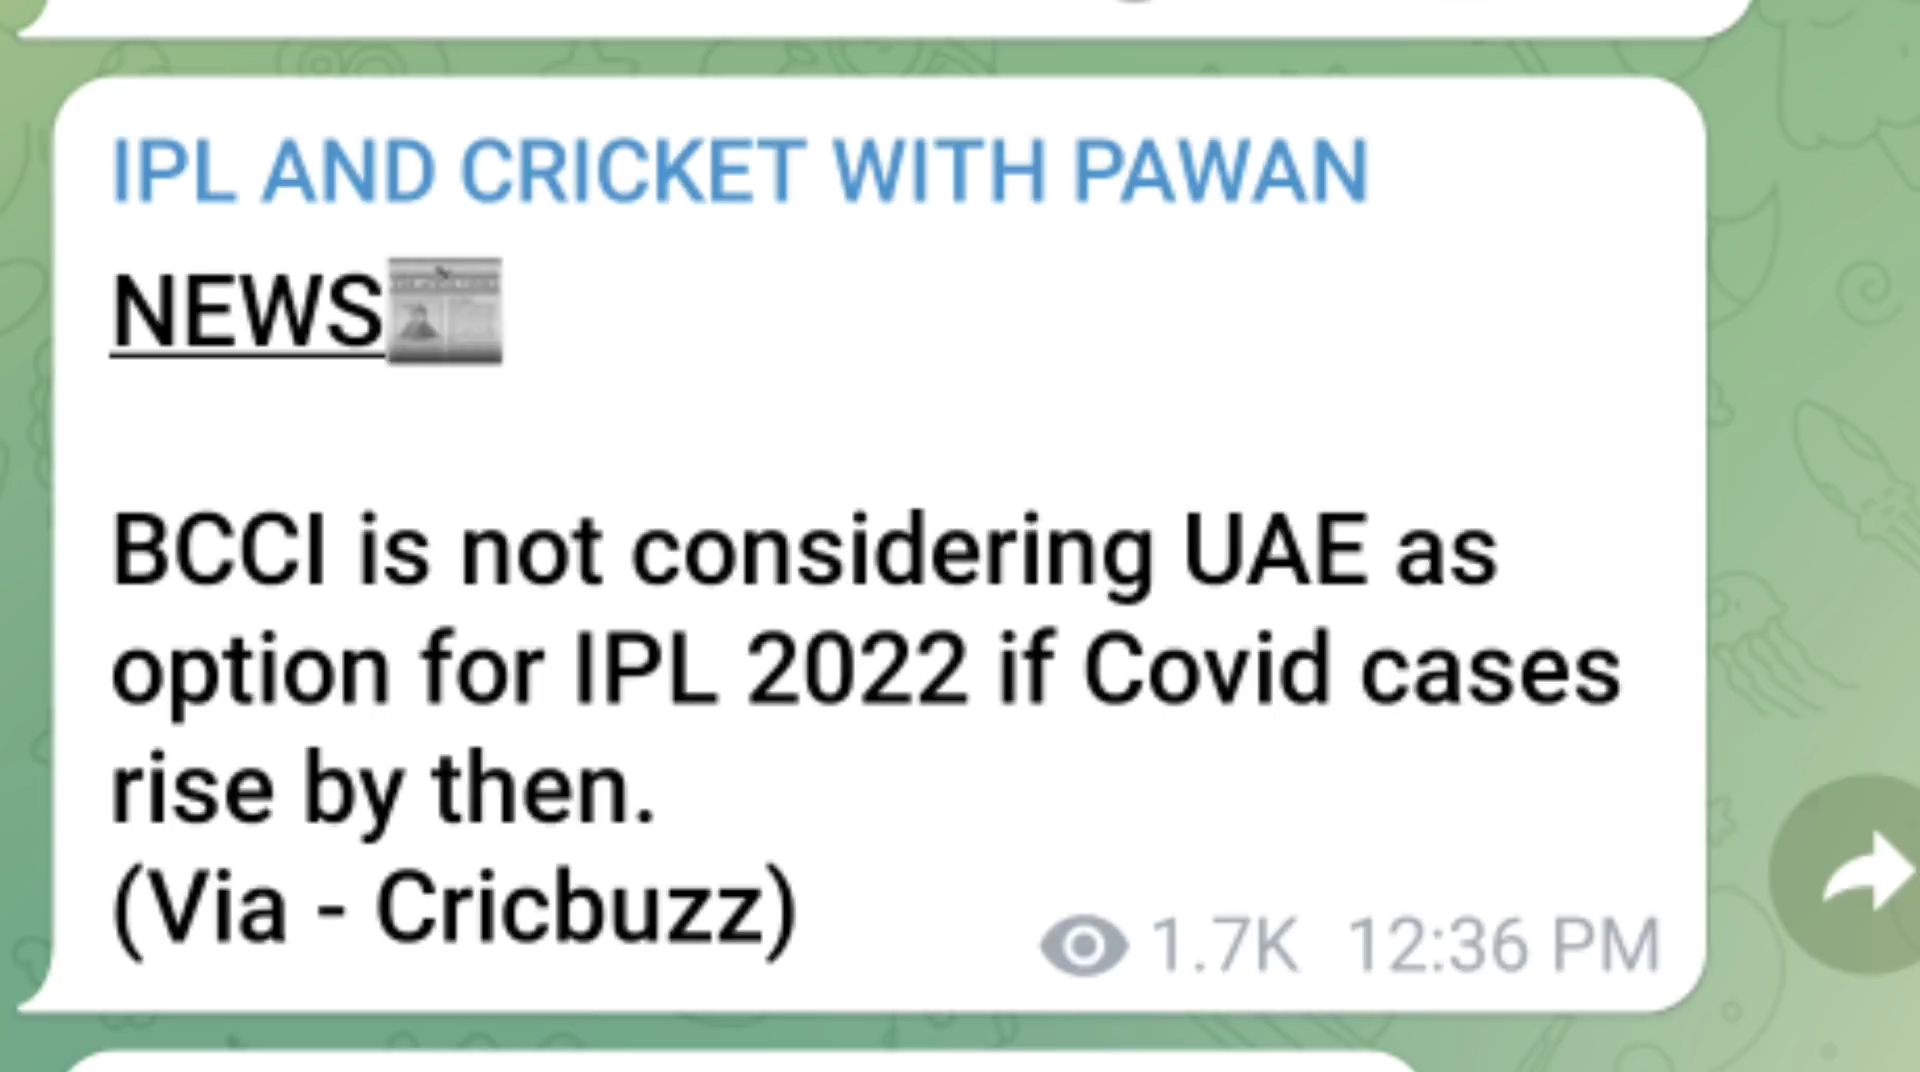 IPL AND CRICKET WITH PAWAN
NEWS📰
BCCI is not considering UAE as
option for IPL 2022 if Covid cases
rise by then.
(Via - Cricbuzz)
1.7K 12:36 PM